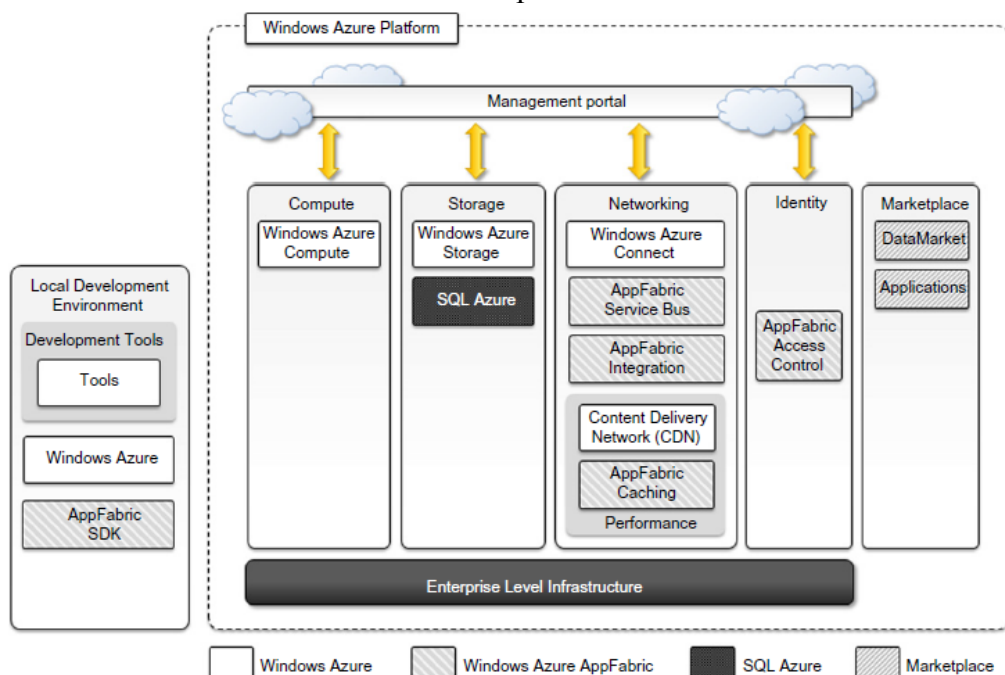 Windows Azure Platform
Management portal
Compute
Windows Azure
Compute
Storage
Windows Azure
Storage
SQL Azure
Networking
Windows Azure
Connect
AppFabric
Service Bus
AppFabric
Integration
Content Delivery
Network (CDN)
AppFabric
Caching
Performance
Identity
AppFabric
Access
Control
Marketplace
DataMarket
Applications
Local Development
Environment
Development Tools
Tools
Windows Azure
AppFabric
SDK
Enterprise Level Infrastructure
Windows Azure
Windows Azure AppFabric
SQL Azure
Marketplace